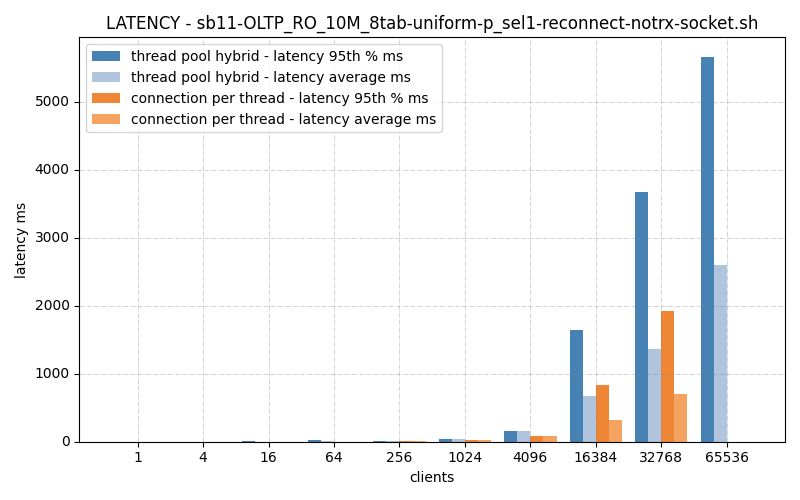 LATENCY - sb11-OLTP_RO_10M_8tab-uniform-p_sel1-reconnect-notrx-socket.sh
thread pool hybrid - latency 95th % ms
thread pool hybrid - latency average ms
connection per thread - latency 95th % ms
connection per thread - latency average ms
5000
4000
3000
2000
1000
0
latency ms
1 4 16 64 256 1024 4096 16384 32768 65536
clients